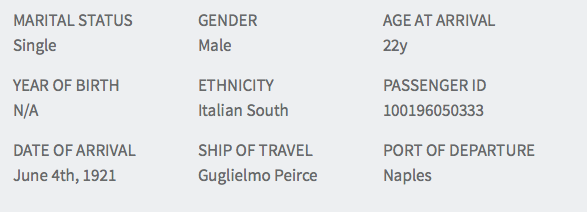 MARITAL STATUS GENDER AGE AT ARRIVAL
Single Male 22y
YEAR OF BIRTH ETHNICITY PASSENGER ID
N/A Italian South 100196050333
DATE OF ARRIVAL SHIP OF TRAVEL PORT OF DEPARTURE
June 4th, 1921 Guglielmo Peirce Naples